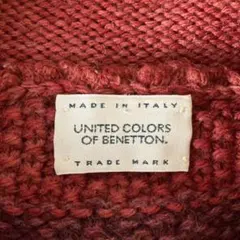 MADE IN ITALY
UNITED COLORS
OF BENETTON.
TRADE MARK